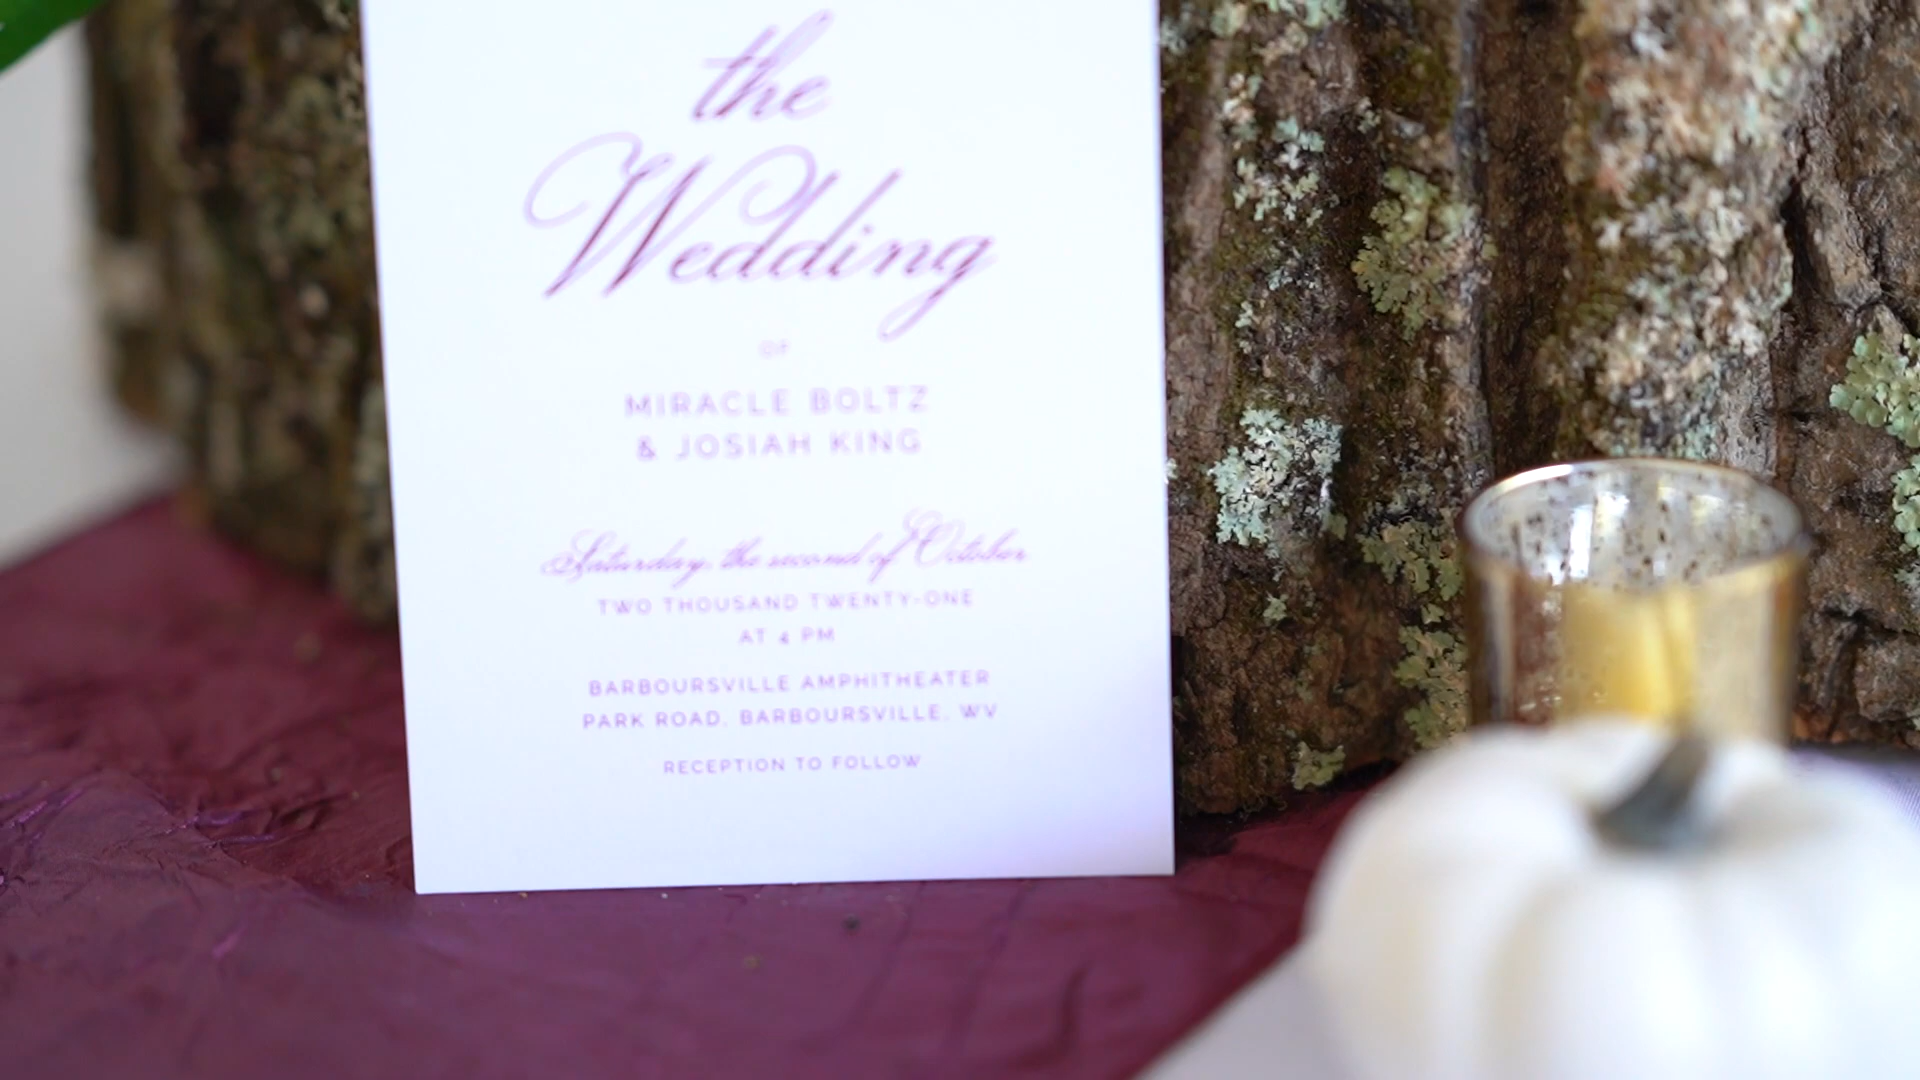 the
Wedding
OF
MIRACLE BOLTZ
& JOSIAH KING
Saturday, the second of October
TWO THOUSAND TWENTY-ONE
AT 4 PM
BARBOURSVILLE AMPHITHEATER
PARK ROAD, BARBOURSVILLE, WV
RECEPTION TO FOLLOW